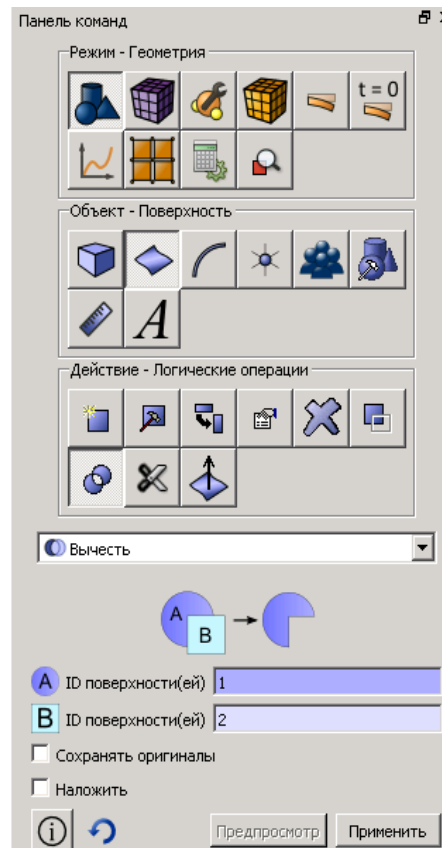 Панель команд
Режим - Геометрия
t = 0
Объект - Поверхность
A
Действие - Логические операции
Вычесть
A
B
A ID поверхности(ей) 1
B ID поверхности(ей) 2
Сохранять оригиналы
Наложить
i Предпросмотр Применить